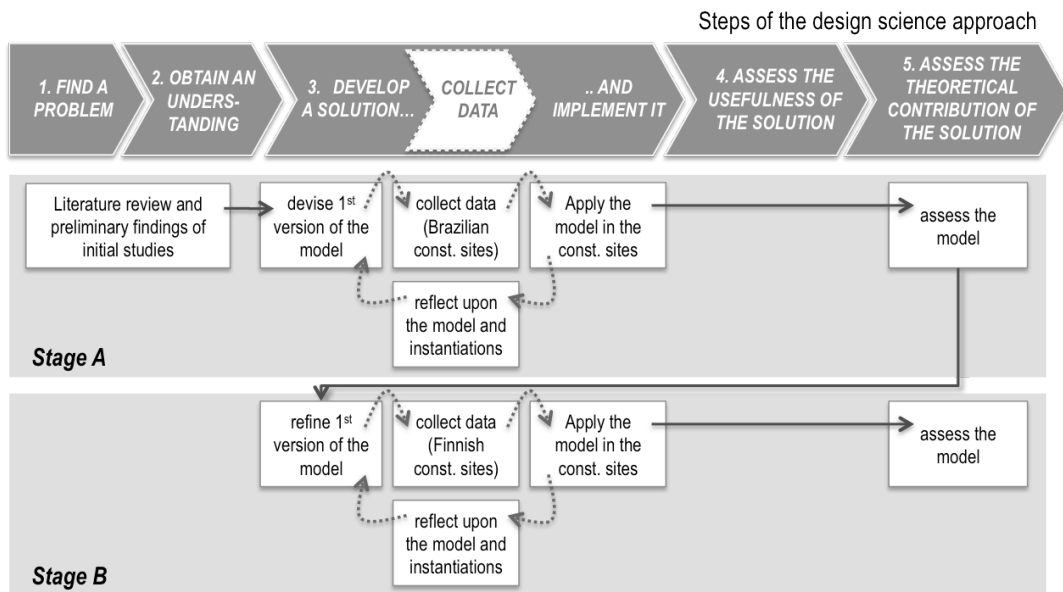 Steps of the design science approach
1. FIND A
PROBLEM
2. OBTAIN AN
UNDERS-
TANDING
3. DEVELOP
A SOLUTION...
COLLECT
DATA
.. AND
IMPLEMENT IT
4. ASSESS THE
USEFULNESS OF
THE SOLUTION
5. ASSESS THE
THEORETICAL
CONTRIBUTION OF
THE SOLUTION
Literature review and
preliminary findings of
initial studies
devise 1st
version of the
model
collect data
(Brazilian
const. sites)
Apply the
model in the
const. sites
assess the
model
reflect upon
the model and
instantiations
Stage A
refine 1st
version of the
model
collect data
(Finnish
const. sites)
Apply the
model in the
const. sites
assess the
model
reflect upon
the model and
instantiations
Stage B